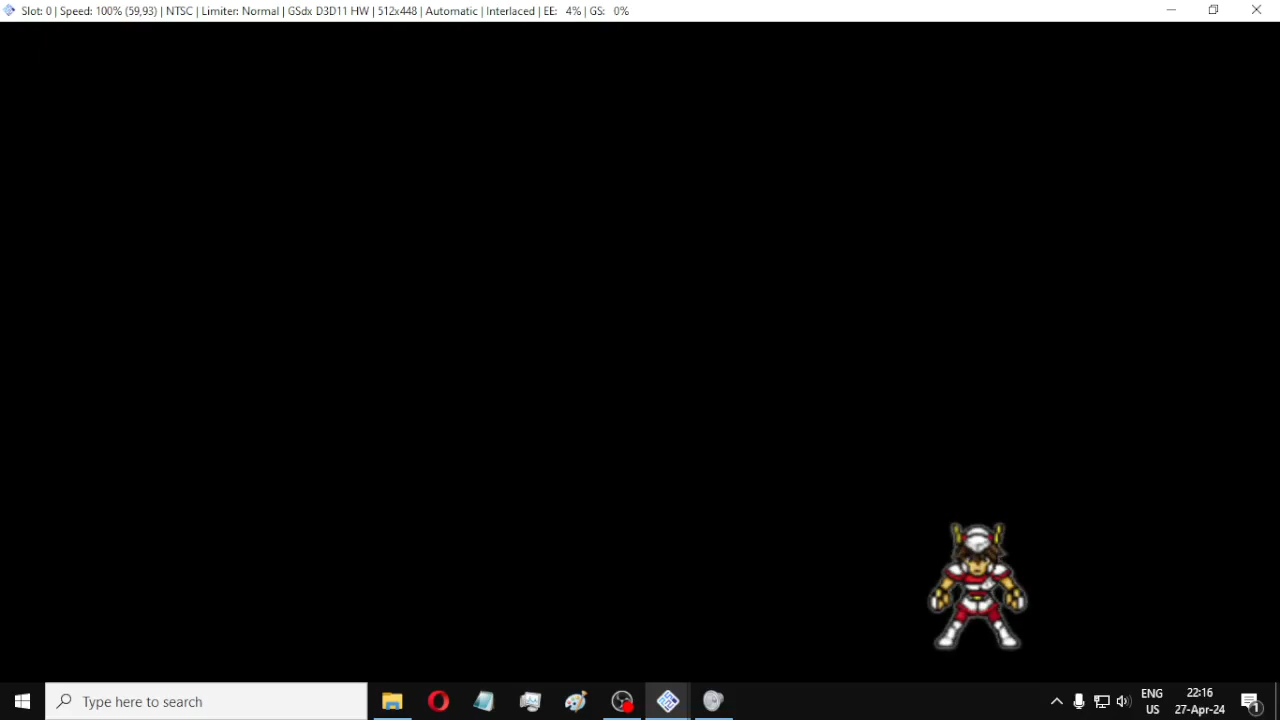 Slot: 0 | Speed: 100% (59,93) | NTSC | Limiter: Normal | GSdx D3D11 HW | 512x448 | Automatic | Interlaced | EE: 4% | GS: 0%
Type here to search
ENG
US
22:16
27-Apr-24
1